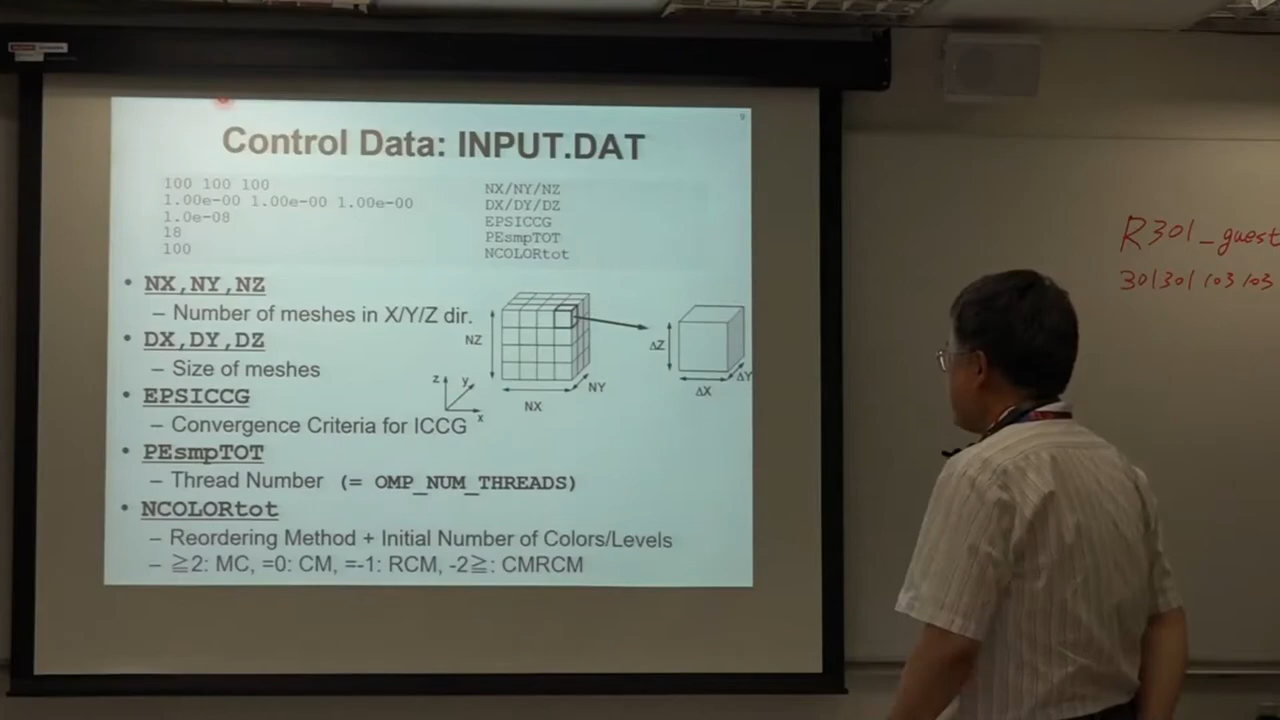 9
Control Data: INPUT.DAT
100 100 100 NX/NY/NZ
1.00e-00 1.00e-00 1.00e-00 DX/DY/DZ
1.0e-08 EPSICCG
18 PEsmpTOT
100 NCOLORtot
• NX,NY,NZ
– Number of meshes in X/Y/Z dir.
• DX,DY,DZ
– Size of meshes
• EPSICCG
– Convergence Criteria for ICCG
• PEsmpTOT
– Thread Number (= OMP_NUM_THREADS)
• NCOLORtot
– Reordering Method + Initial Number of Colors/Levels
– ≧2: MC, =0: CM, =-1: RCM, -2≧: CMRCM
NZ
NX
NY
z
y
x
ΔZ
ΔX
ΔY
R301_guest
301301103103